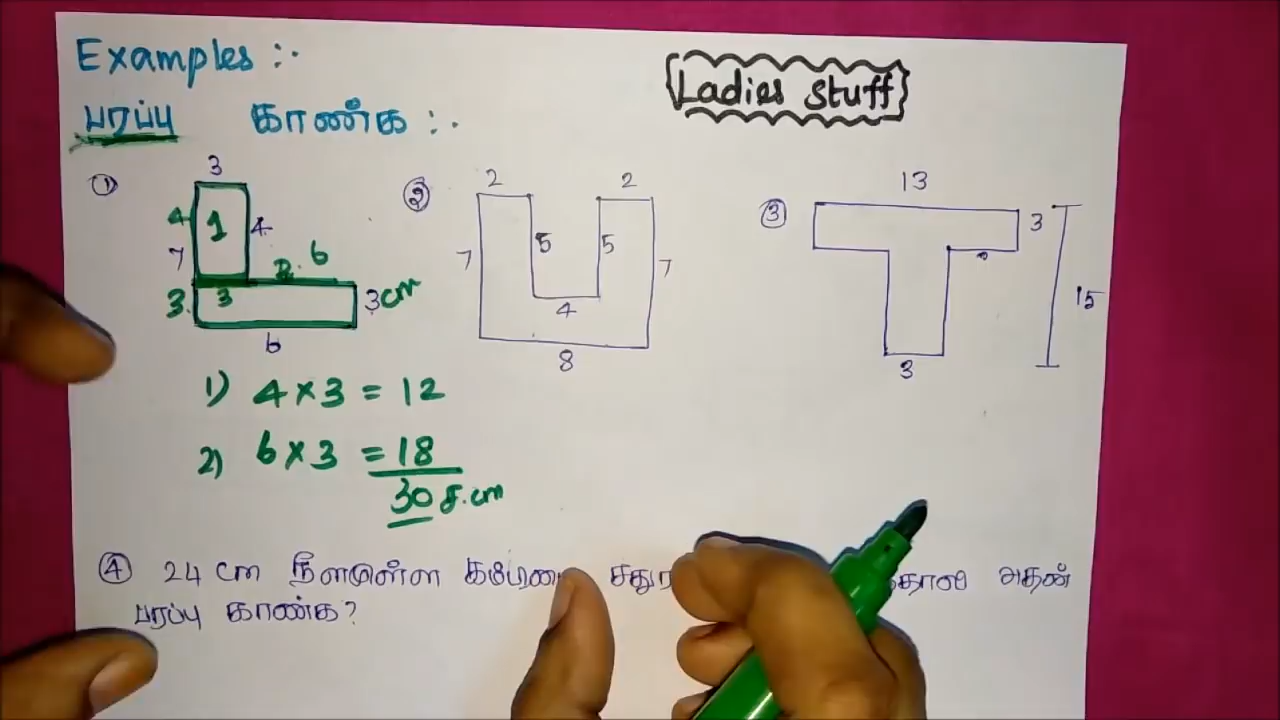 Examples :-
Ladies Stuff
பரப்பு காண்க :-
① 3
4 1 4
7 2. 6
3. 3 3 cm
6
② 2 2
7 5 5 7
4
8
③ 13
3
15
3
1) 4 × 3 = 12
2) 6 × 3 = 18
30 ச.cm
④ 24 cm நீளமுள்ள அதன்
பரப்பு காண்க?